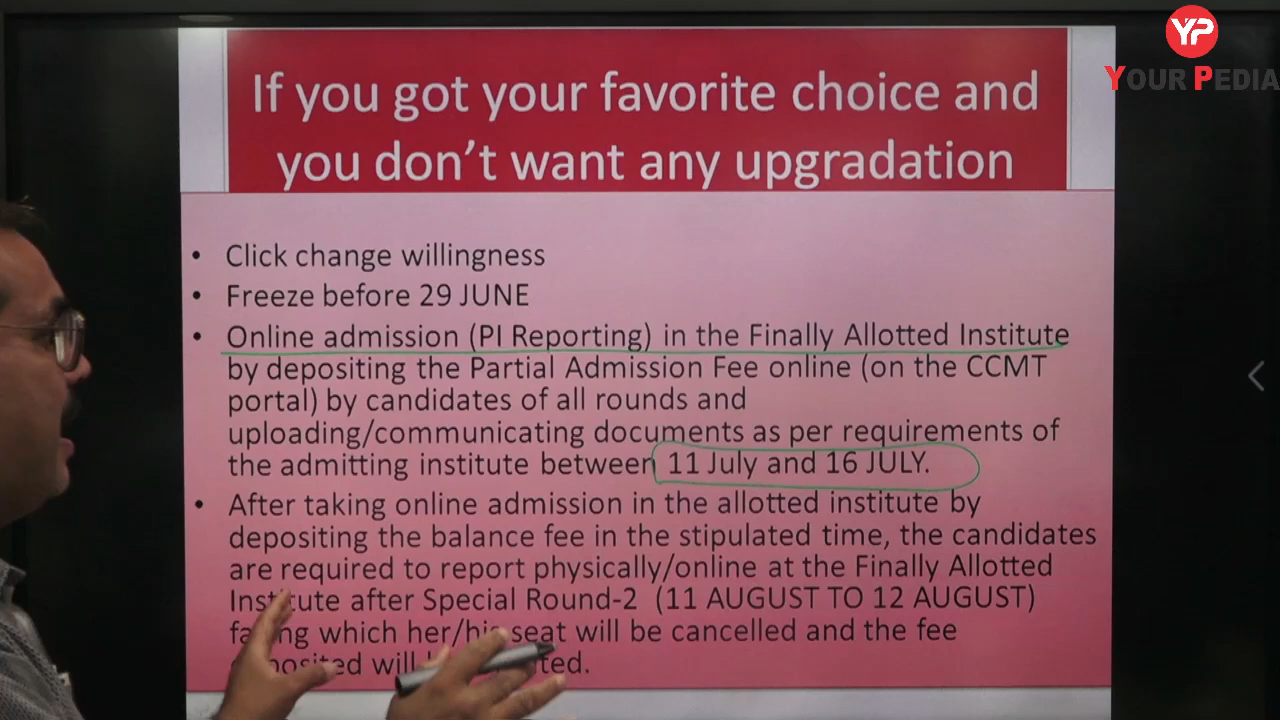 YP
YOUR PEDIA
If you got your favorite choice and
you don't want any upgradation
• Click change willingness
• Freeze before 29 JUNE
• Online admission (PI Reporting) in the Finally Allotted Institute
by depositing the Partial Admission Fee online (on the CCMT
portal) by candidates of all rounds and
uploading/communicating documents as per requirements of
the admitting institute between 11 July and 16 JULY.
• After taking online admission in the allotted institute by
depositing the balance fee in the stipulated time, the candidates
are required to report physically/online at the Finally Allotted
Institute after Special Round-2 (11 AUGUST TO 12 AUGUST)
which her/his seat will be cancelled and the fee
will